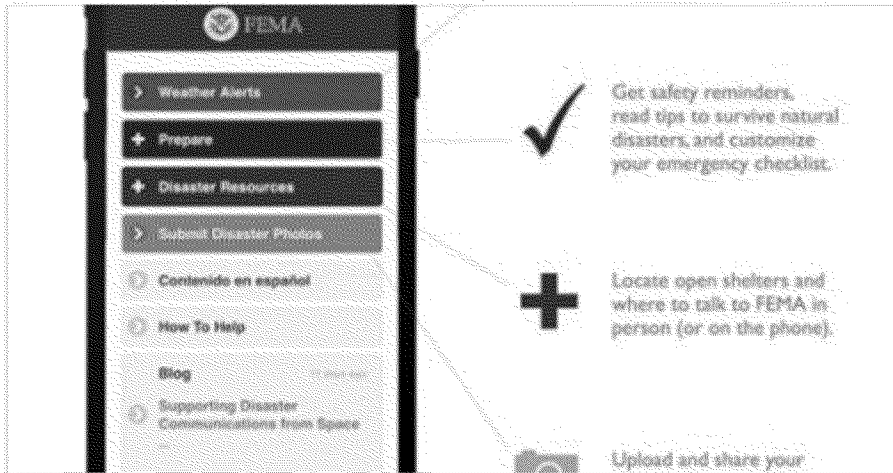 FEMA
Weather Alerts
Prepare
Disaster Resources
Submit Disaster Photos
Contenido en español
How To Help
Blog
Supporting Disaster
Communications from Space
...
Get safety reminders,
read tips to survive natural
disasters, and customize
your emergency checklist.
Locate open shelters and
where to talk to FEMA in
person (or on the phone).
Upload and share your